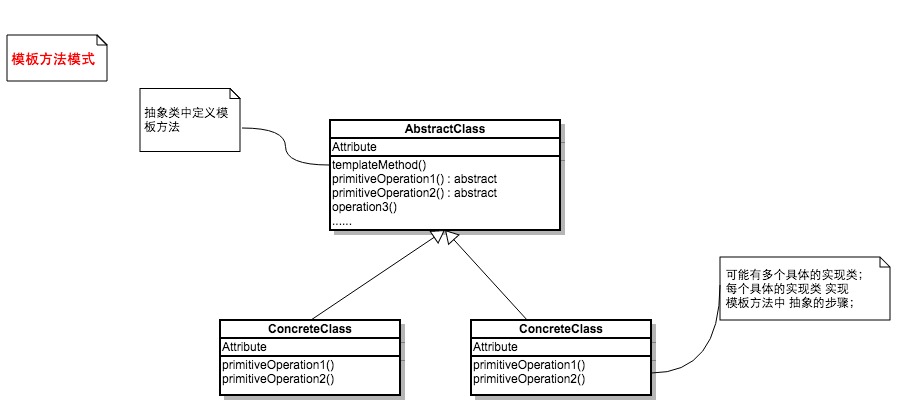 模板方法模式
抽象类中定义模
板方法
AbstractClass
Attribute
templateMethod()
primitiveOperation1() : abstract
primitiveOperation2() : abstract
operation3()
......
可能有多个具体的实现类；
每个具体的实现类 实现
模板方法中 抽象的步骤；
ConcreteClass
Attribute
primitiveOperation1()
primitiveOperation2()
ConcreteClass
Attribute
primitiveOperation1()
primitiveOperation2()